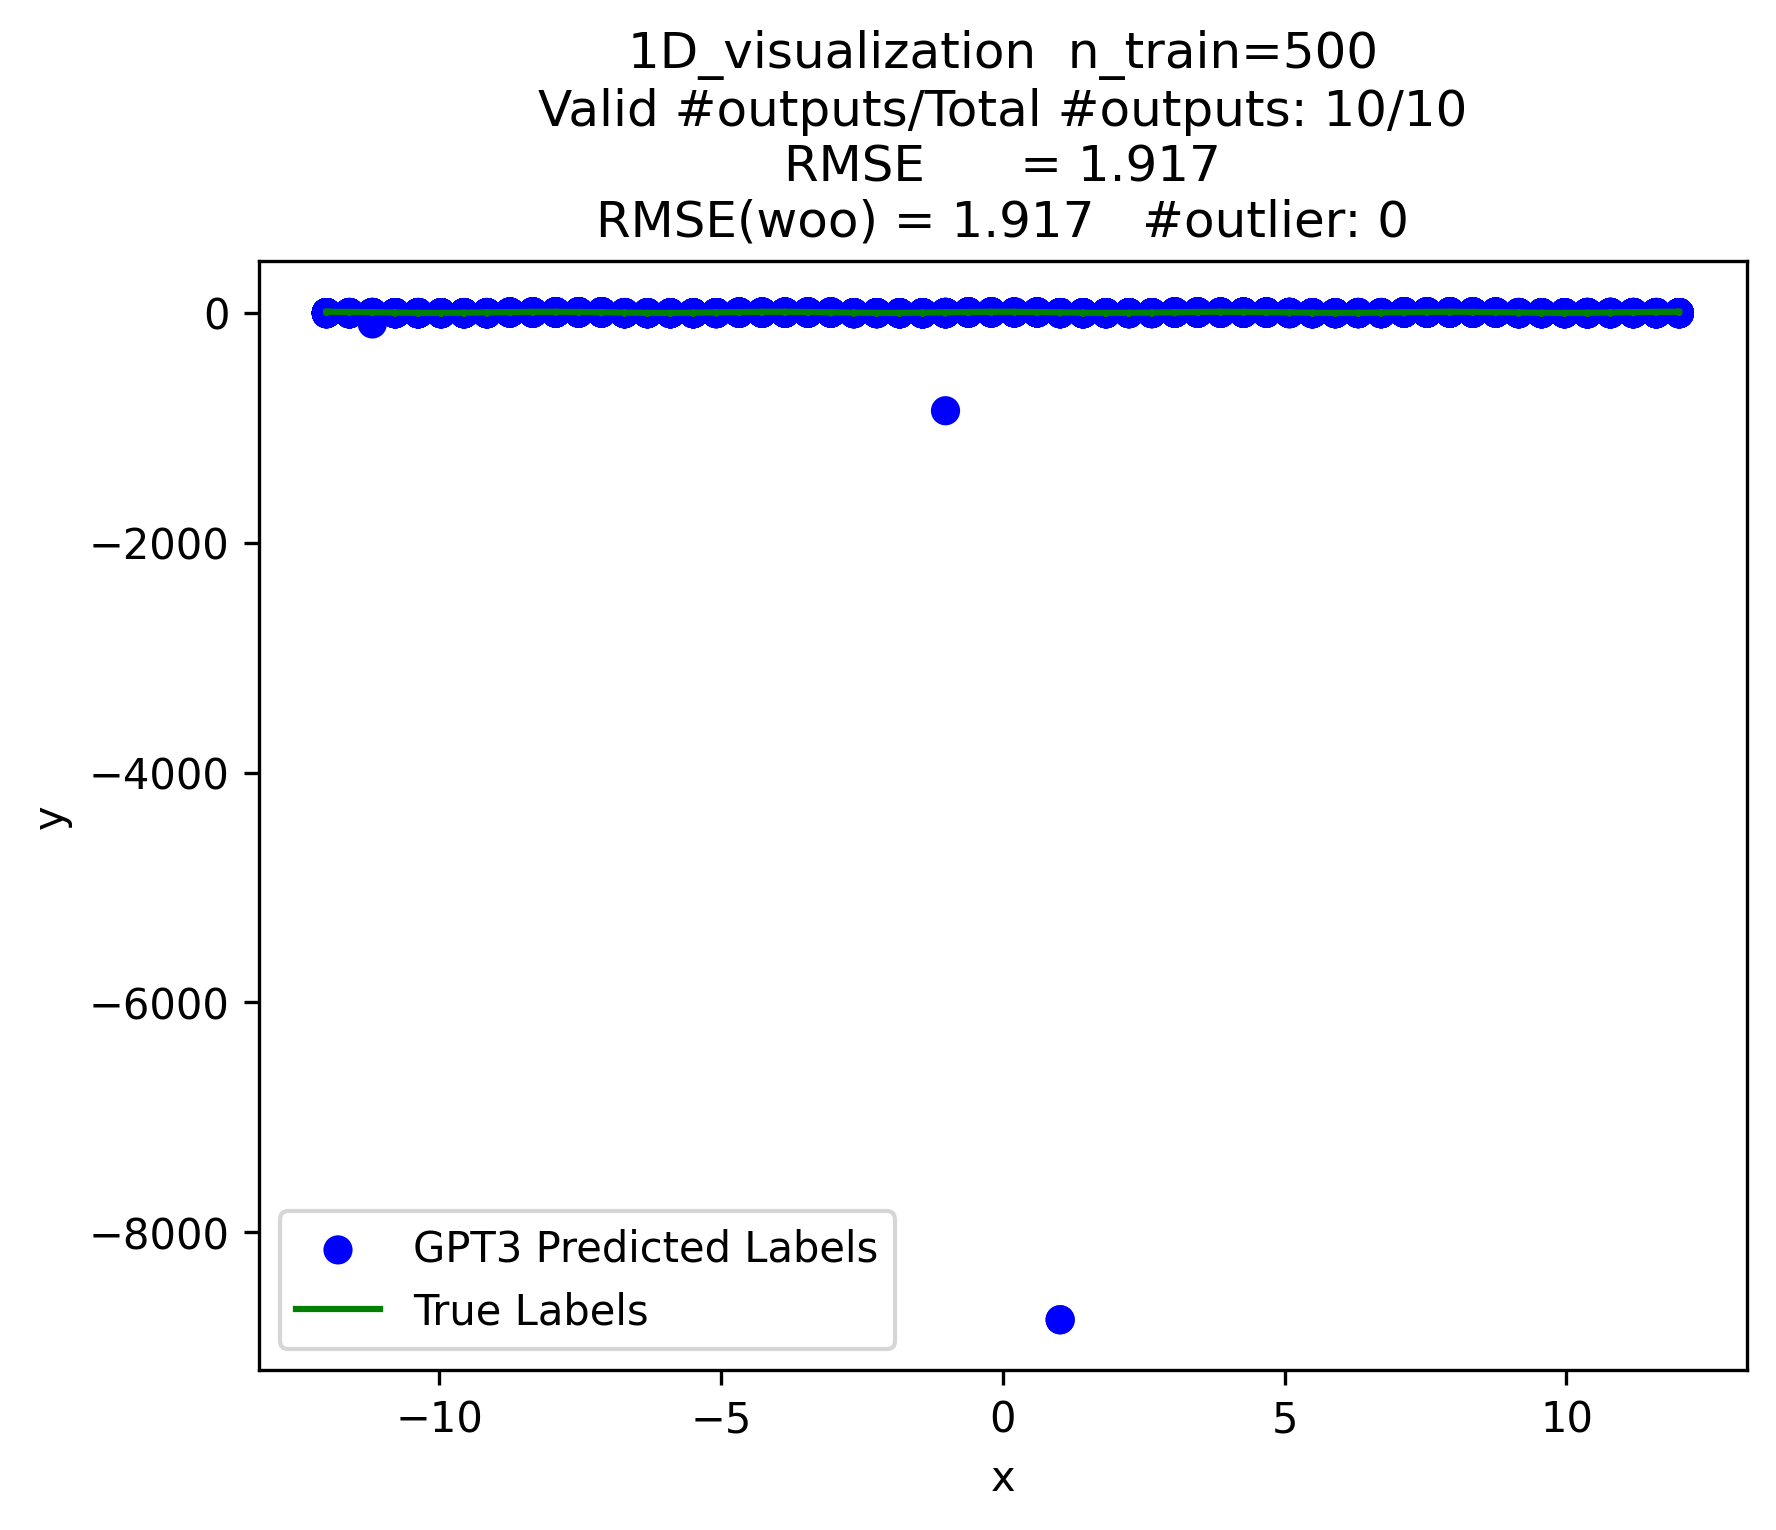 1D_visualization  n_train=500
Valid #outputs/Total #outputs: 10/10
RMSE      = 1.917
RMSE(woo) = 1.917   #outlier: 0
0
−2000
−4000
−6000
−8000
y
GPT3 Predicted Labels
True Labels
−10
−5
0
5
10
x